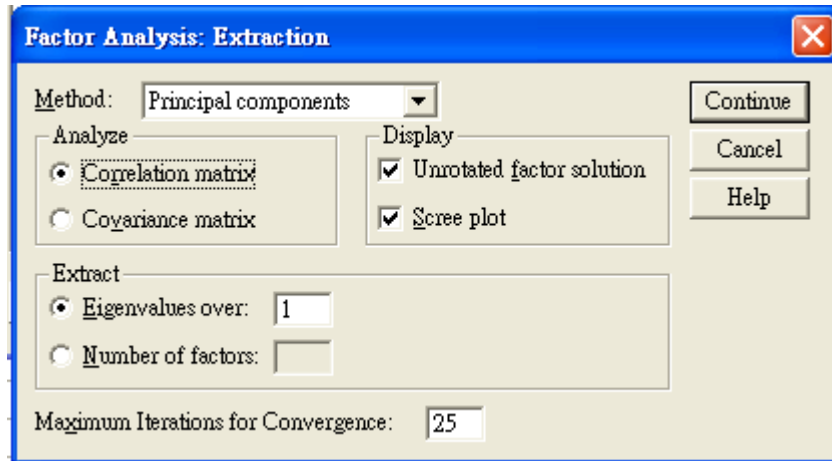 Factor Analysis: Extraction
Method: Principal components
Continue
Analyze
Display
Cancel
Correlation matrix
Unrotated factor solution
Help
Covariance matrix
Scree plot
Extract
Eigenvalues over: 1
Number of factors:
Maximum Iterations for Convergence: 25